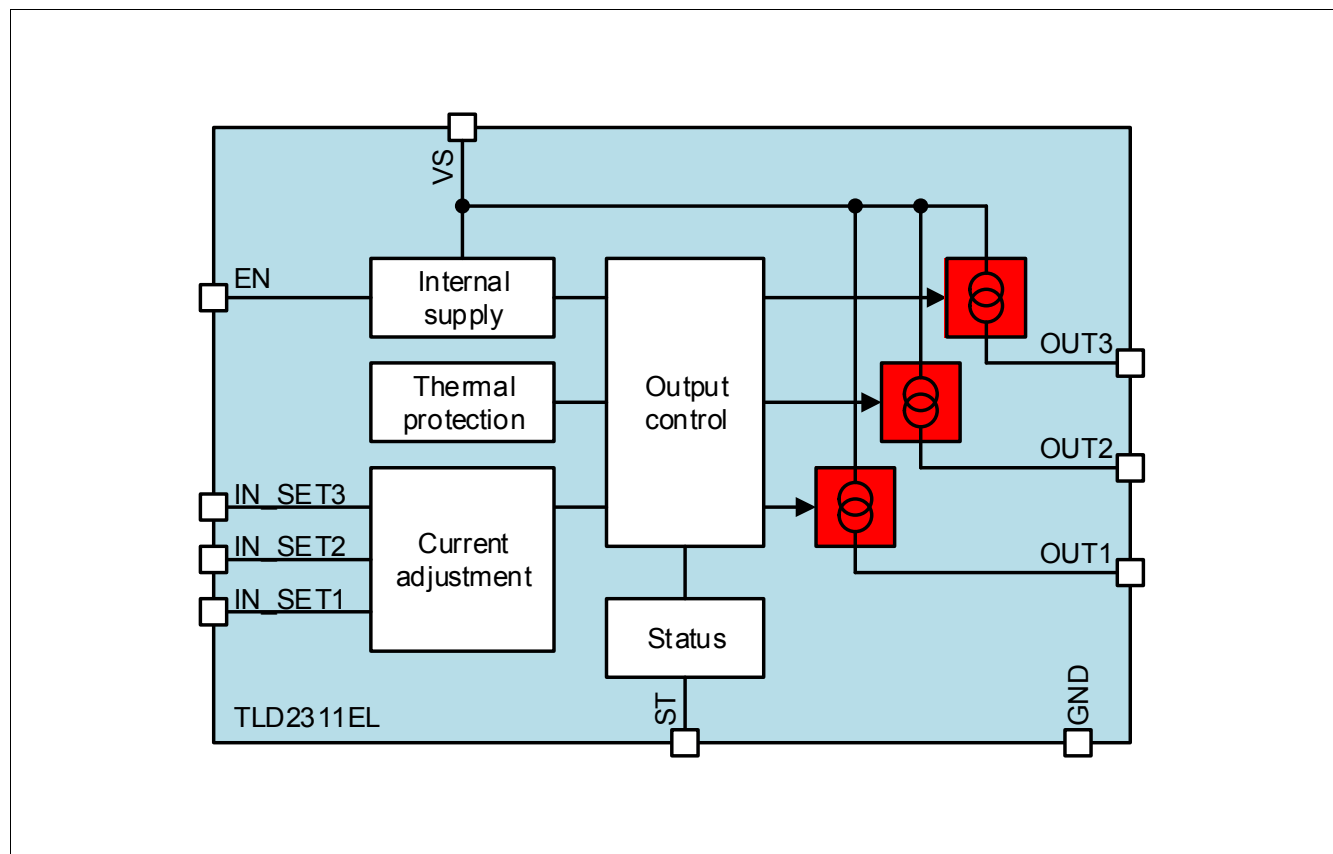 VS
EN
Internal
supply
Thermal
protection
Output
control
OUT3
OUT2
OUT1
IN_SET3
IN_SET2
IN_SET1
Current
adjustment
Status
TLD2311EL
ST
GND